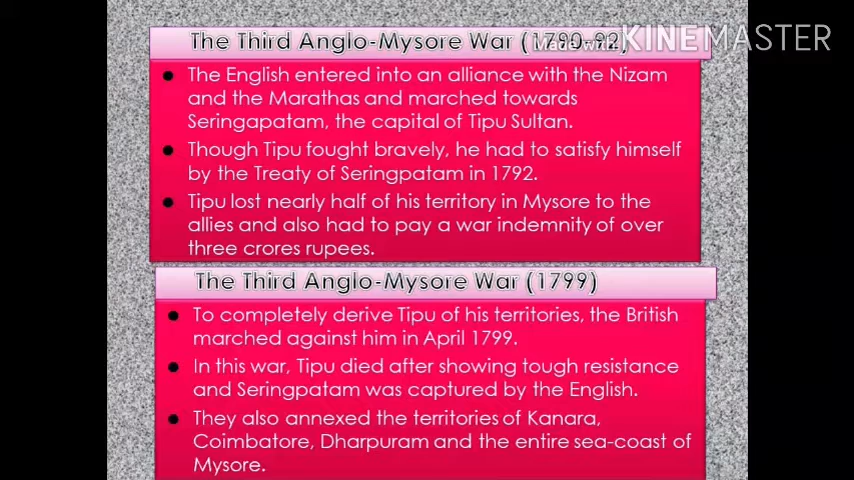 The Third Anglo-Mysore War (1790-92)
Made with KINEMASTER
The English entered into an alliance with the Nizam
and the Marathas and marched towards
Seringapatam, the capital of Tipu Sultan.
Though Tipu fought bravely, he had to satisfy himself
by the Treaty of Seringpatam in 1792.
Tipu lost nearly half of his territory in Mysore to the
allies and also had to pay a war indemnity of over
three crores rupees.
The Third Anglo-Mysore War (1799)
To completely derive Tipu of his territories, the British
marched against him in April 1799.
In this war, Tipu died after showing tough resistance
and Seringpatam was captured by the English.
They also annexed the territories of Kanara,
Coimbatore, Dharpuram and the entire sea-coast of
Mysore.